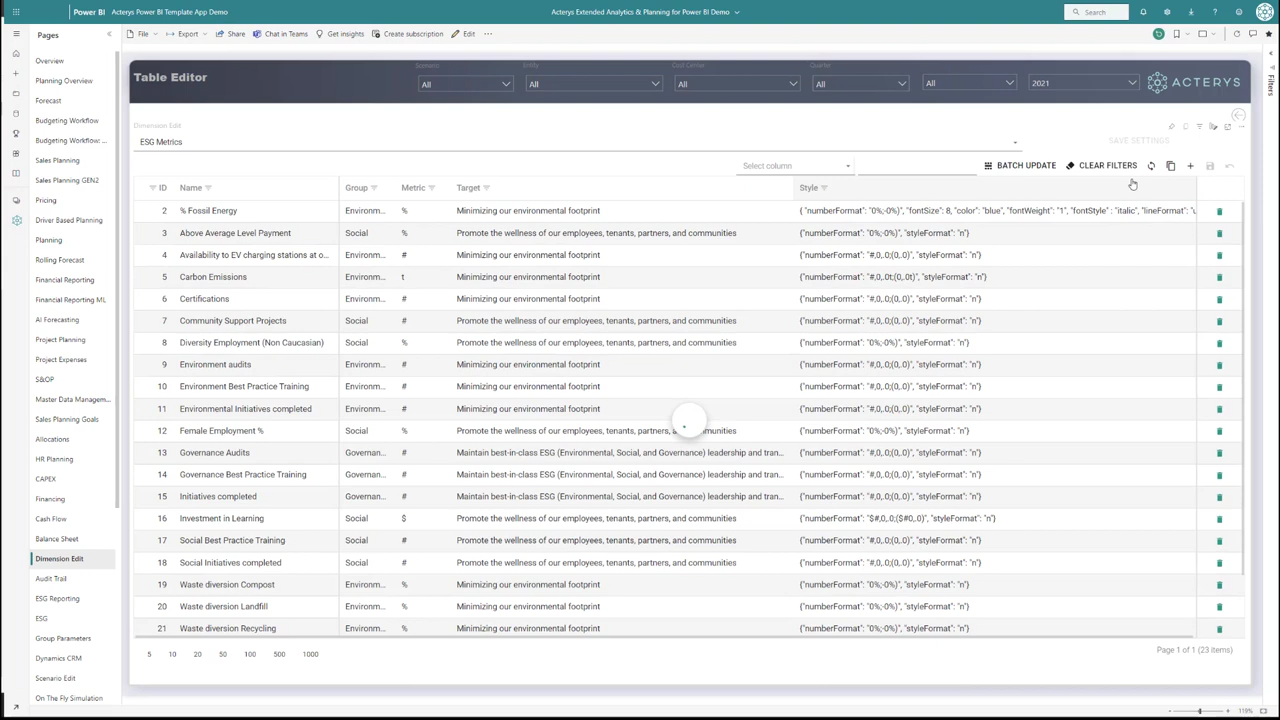 Power BI Acterys Power BI Template App Demo Acterys Extended Analytics & Planning for Power BI Demo Search
Pages File Export Share Chat in Teams Get insights Create subscription Edit
Overview
Planning Overview
Forecast
Budgeting Workflow
Budgeting Workflow: ...
Sales Planning
Sales Planning GEN2
Pricing
Driver Based Planning
Planning
Rolling Forecast
Financial Reporting
Financial Reporting ML
AI Forecasting
Project Planning
Project Expenses
S&OP
Master Data Managem...
Sales Planning Goals
Allocations
HR Planning
CAPEX
Financing
Cash Flow
Balance Sheet
Dimension Edit
Audit Trail
ESG Reporting
ESG
Group Parameters
Dynamics CRM
Scenario Edit
On The Fly Simulation
Filters
Scenario Entity Cost Center Quarter
Table Editor All All All All All 2021 ACTERYS
Dimension Edit
ESG Metrics SAVE SETTINGS
Select column BATCH UPDATE CLEAR FILTERS
ID Name Group Metric Target Style
2 % Fossil Energy Environm... % Minimizing our environmental footprint { "numberFormat": "0%;-0%)", "fontSize": 8, "color": "blue", "fontWeight": "1", "fontStyle" : "italic", "lineFormat": "u
3 Above Average Level Payment Social % Promote the wellness of our employees, tenants, partners, and communities {"numberFormat": "0%;-0%)", "styleFormat": "n"}
4 Availability to EV charging stations at o... Environm... # Minimizing our environmental footprint {"numberFormat": "#,0,.0;(0,.0)", "styleFormat": "n"}
5 Carbon Emissions Environm... t Minimizing our environmental footprint {"numberFormat": "#,0,.0t;(0,.0t)", "styleFormat": "n"}
6 Certifications Environm... # Minimizing our environmental footprint {"numberFormat": "#,0,.0;(0,.0)", "styleFormat": "n"}
7 Community Support Projects Social # Promote the wellness of our employees, tenants, partners, and communities {"numberFormat": "#,0,.0;(0,.0)", "styleFormat": "n"}
8 Diversity Employment (Non Caucasian) Social # Promote the wellness of our employees, tenants, partners, and communities {"numberFormat": "0%;-0%)", "styleFormat": "n"}
9 Environment audits Environm... # Minimizing our environmental footprint {"numberFormat": "#,0,.0;(0,.0)", "styleFormat": "n"}
10 Environment Best Practice Training Environm... # Minimizing our environmental footprint {"numberFormat": "#,0,.0;(0,.0)", "styleFormat": "n"}
11 Environmental Initiatives completed Environm... # Minimizing our environmental footprint {"numberFormat": "#,0,.0;(0,.0)", "styleFormat": "n"}
12 Female Employment % Social % Promote the wellness of our employees, tenants, partners, and communities {"numberFormat": "0%;-0%)", "styleFormat": "n"}
13 Governance Audits Governan... # Maintain best-in-class ESG (Environmental, Social, and Governance) leadership and tran... {"numberFormat": "#,0,.0;(0,.0)", "styleFormat": "n"}
14 Governance Best Practice Training Governan... # Maintain best-in-class ESG (Environmental, Social, and Governance) leadership and tran... {"numberFormat": "#,0,.0;(0,.0)", "styleFormat": "n"}
15 Initiatives completed Governan... # Maintain best-in-class ESG (Environmental, Social, and Governance) leadership and tran... {"numberFormat": "#,0,.0;(0,.0)", "styleFormat": "n"}
16 Investment in Learning Social $ Promote the wellness of our employees, tenants, partners, and communities {"numberFormat": "$#,0,.0;($#0,.0)", "styleFormat": "n"}
17 Social Best Practice Training Social # Promote the wellness of our employees, tenants, partners, and communities {"numberFormat": "#,0,.0;(0,.0)", "styleFormat": "n"}
18 Social Initiatives completed Social # Promote the wellness of our employees, tenants, partners, and communities {"numberFormat": "#,0,.0;(0,.0)", "styleFormat": "n"}
19 Waste diversion Compost Environm... % Minimizing our environmental footprint {"numberFormat": "0%;-0%)", "styleFormat": "n"}
20 Waste diversion Landfill Environm... % Minimizing our environmental footprint {"numberFormat": "0%;-0%)", "styleFormat": "n"}
21 Waste diversion Recycling Environm... % Minimizing our environmental footprint {"numberFormat": "0%;-0%)", "styleFormat": "n"}
5 10 20 50 100 500 1000 Page 1 of 1 (23 items)
119%